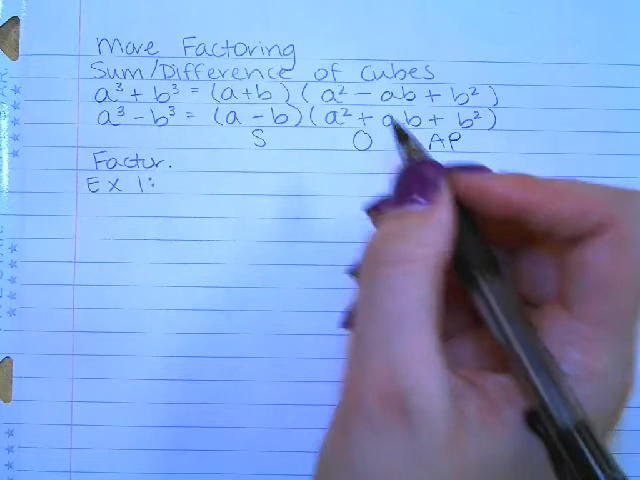 More Factoring
Sum/Difference of Cubes
a³ + b³ = (a+b) (a² - ab + b²)
a³ - b³ = (a - b) (a² + ab + b²)
S O AP
Factor.
Ex 1: